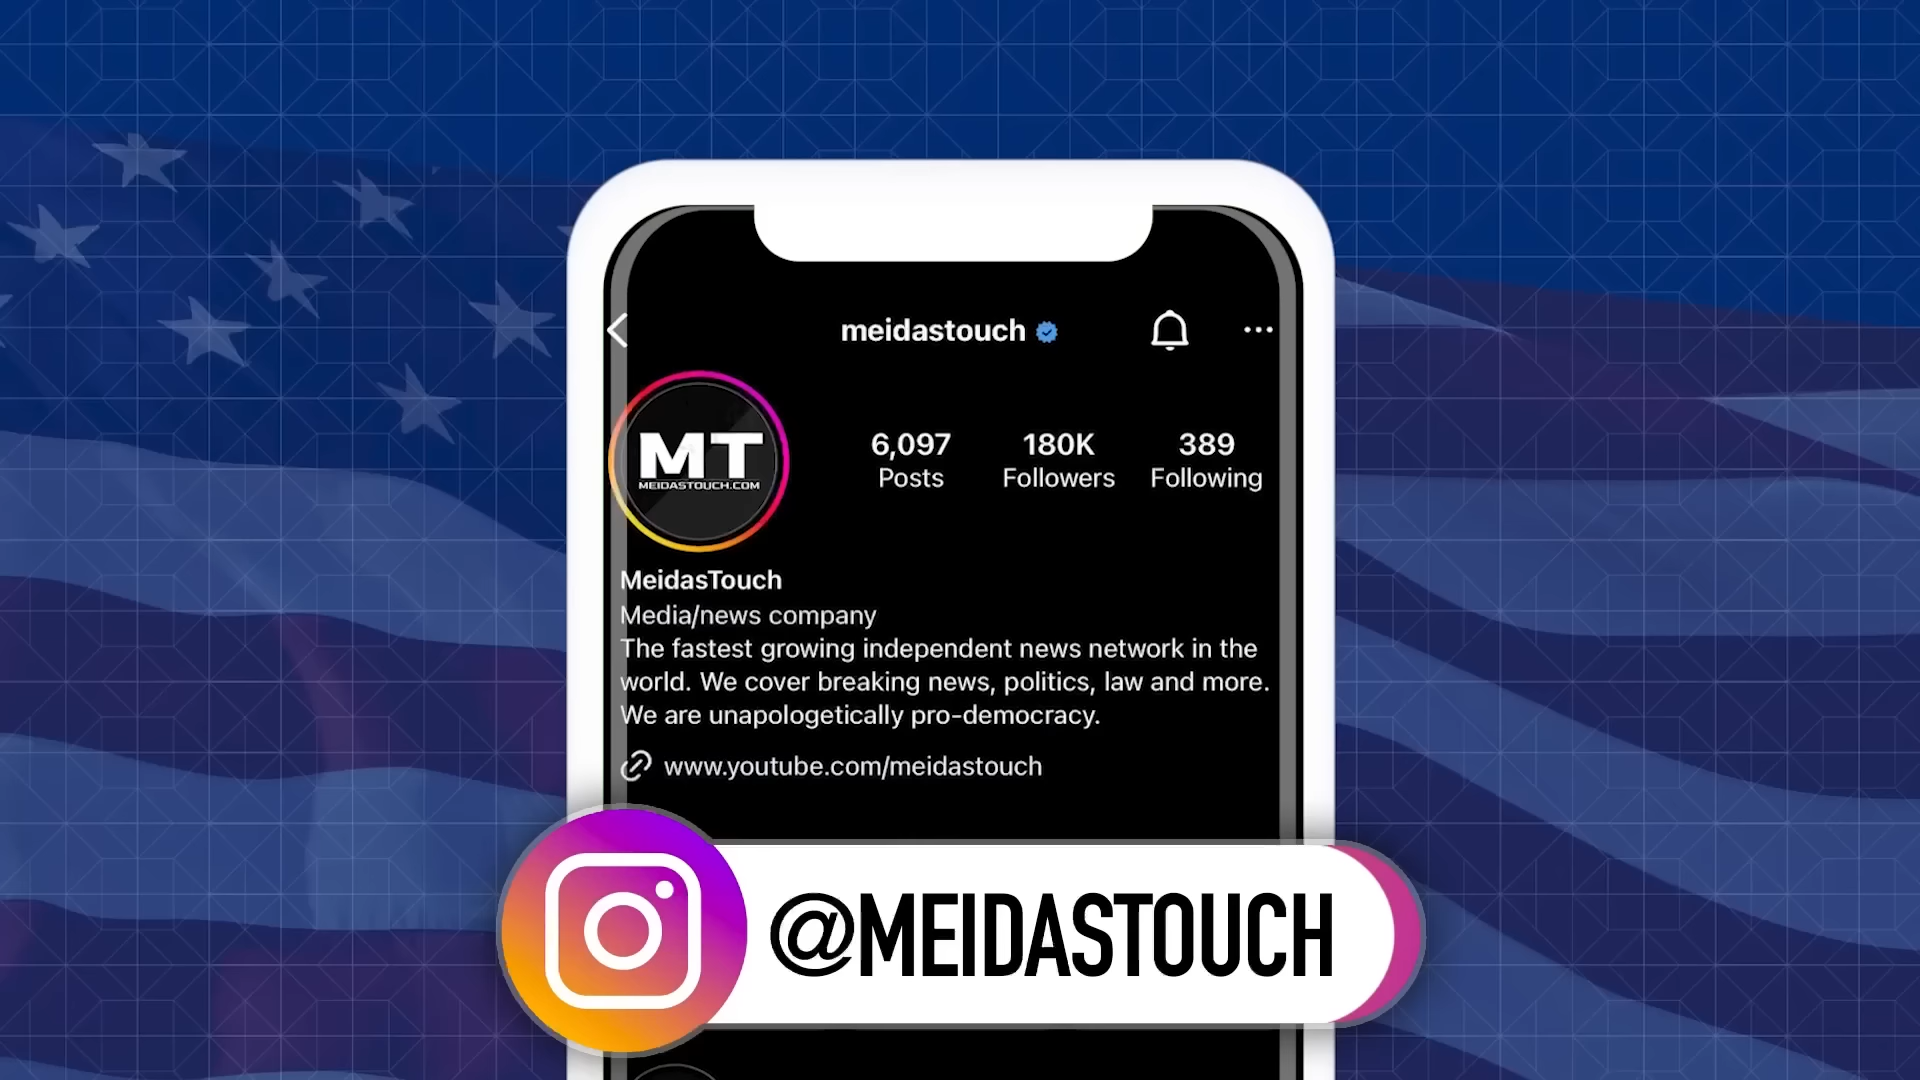 meidastouch
MT
MEIDASTOUCH.COM
6,097 180K 389
Posts Followers Following
MeidasTouch
Media/news company
The fastest growing independent news network in the
world. We cover breaking news, politics, law and more.
We are unapologetically pro-democracy.
www.youtube.com/meidastouch
@MEIDASTOUCH